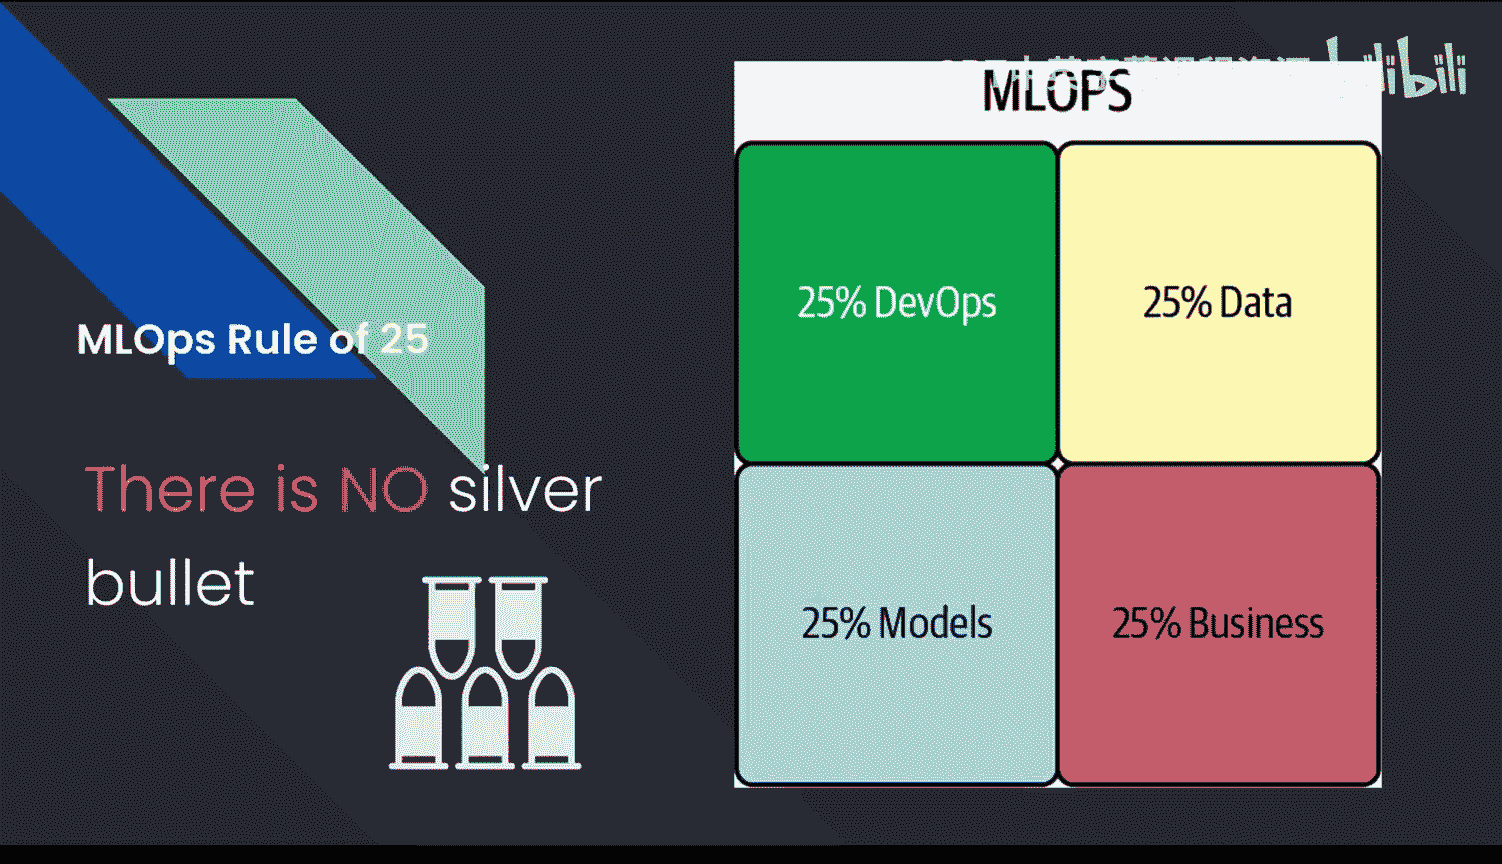 bilibili
MLOPS
25% DevOps
25% Data
MLOps Rule of 25
There is NO silver
bullet
25% Models
25% Business